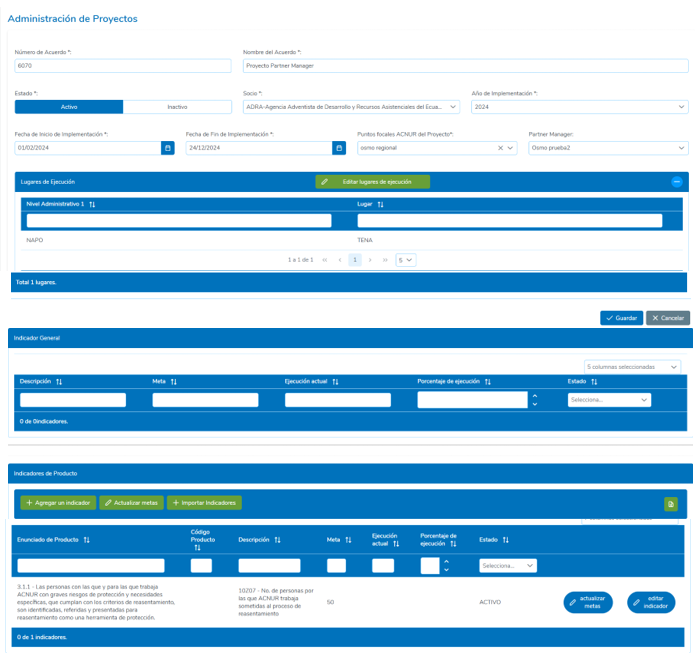 Administración de Proyectos
Número de Acuerdo *:
Nombre del Acuerdo *:
6070
Proyecto Partner Manager
Estado *:
Socio *:
Año de Implementación *:
Activo
Inactivo
ADRA-Agencia Adventista de Desarrollo y Recursos Asistenciales del Ecua...
2024
Fecha de Inicio de Implementación *:
Fecha de Fin de Implementación *:
Puntos focales ACNUR del Proyecto*:
Partner Manager:
01/02/2024
24/12/2024
osmo regional
Osmo prueba2
Lugares de Ejecución
Editar lugares de ejecución
Nivel Administrativo 1
Lugar
NAPO
TENA
1 a 1 de 1 « ‹ 1 › » 5
Total 1 lugares.
Guardar
Cancelar
Indicador General
5 columnas seleccionadas
Descripción
Meta
Ejecución actual
Porcentaje de ejecución
Estado
Selecciona...
0 de 0indicadores.
Indicadores de Producto
+ Agregar un indicador
Actualizar metas
+ Importar Indicadores
Enunciado de Producto
Código
Producto
Descripción
Meta
Ejecución
actual
Porcentaje de
ejecución
Estado
Selecciona...
3.1.1 - Las personas con las que y para las que trabaja
ACNUR con graves riesgos de protección y necesidades
específicas, que cumplan con los criterios de reasentamiento,
son identificadas, referidas y presentadas para
reasentamiento como una herramienta de protección.
10207 - No. de personas por
las que ACNUR trabaja
sometidas al proceso de
reasentamiento
50
ACTIVO
actualizar
metas
editar
indicador
0 de 1 indicadores.